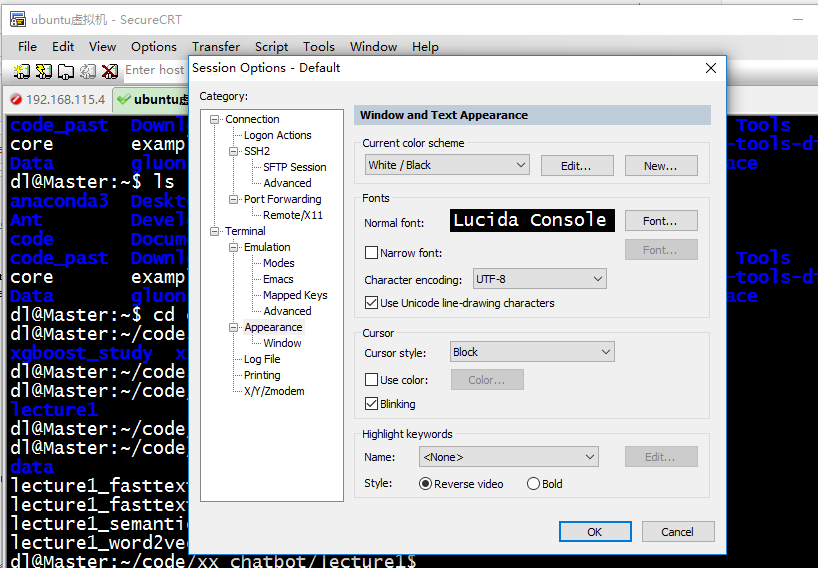 ubuntu虚拟机 - SecureCRT
File Edit View Options Transfer Script Tools Window Help
Enter host
192.168.115.4 ubuntu虚
Session Options - Default
Category:
Connection
Logon Actions
SSH2
SFTP Session
Advanced
Port Forwarding
Remote/X11
Terminal
Emulation
Modes
Emacs
Mapped Keys
Advanced
Appearance
Window
Log File
Printing
X/Y/Zmodem
Window and Text Appearance
Current color scheme
White / Black Edit... New...
Fonts
Normal font: Lucida Console Font...
Narrow font: Font...
Character encoding: UTF-8
Use Unicode line-drawing characters
Cursor
Cursor style: Block
Use color: Color...
Blinking
Highlight keywords
Name: <None> Edit...
Style: Reverse video Bold
OK Cancel
code_past Downl Tools
core examp -tools-d
Data gluon ace
dl@Master:~$ ls
anaconda3 Deskt
Ant Devel
code Docum
code_past Downl Tools
core examp -tools-d
Data gluon ace
dl@Master:~$ cd
dl@Master:~/code
xgboost_study x
dl@Master:~/code
dl@Master:~/code/
lecture1
dl@Master:~/code/
dl@Master:~/code/
data
lecture1_fasttext
lecture1_fasttext
lecture1_semanti
lecture1_word2vec
dl@Master:~/code/xx_chatbot/lecture1$